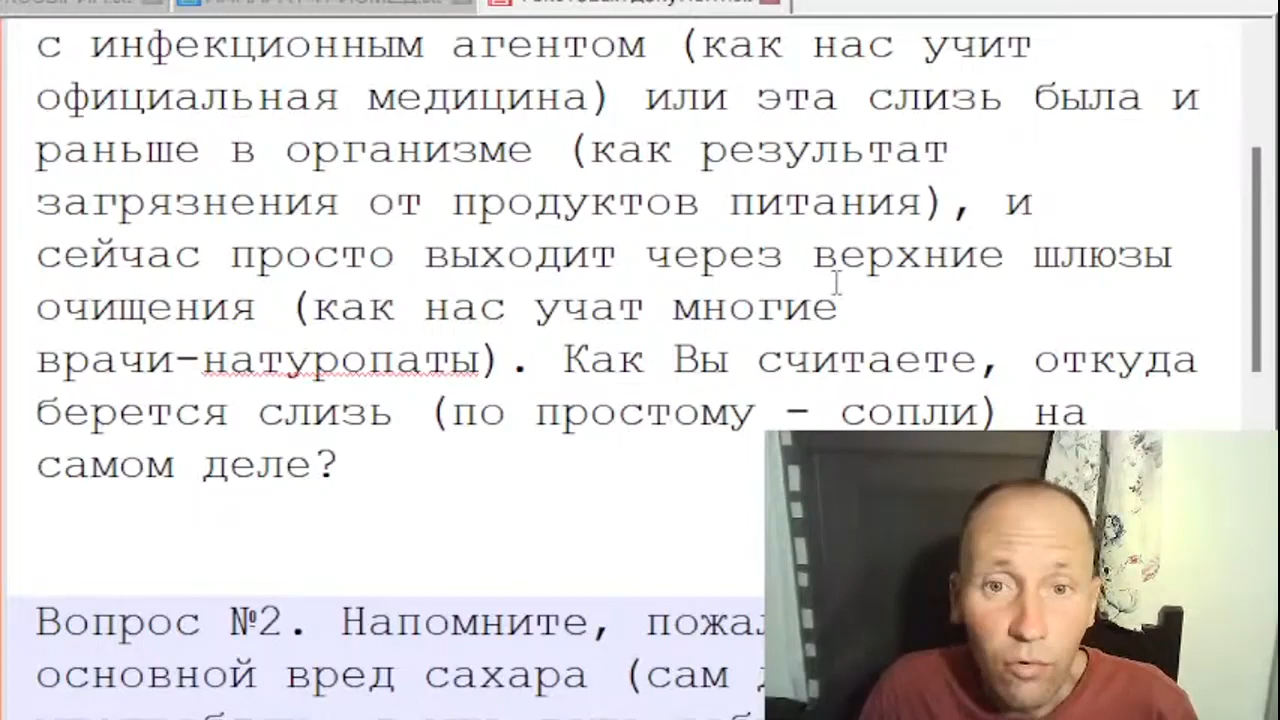 с инфекционным агентом (как нас учит
официальная медицина) или эта слизь была и
раньше в организме (как результат
загрязнения от продуктов питания), и
сейчас просто выходит через верхние шлюзы
очищения (как нас учат многие
врачи-натуропаты). Как Вы считаете, откуда
берется слизь (по простому - сопли) на
самом деле?
Вопрос №2. Напомните,
основной вред сахара (сам